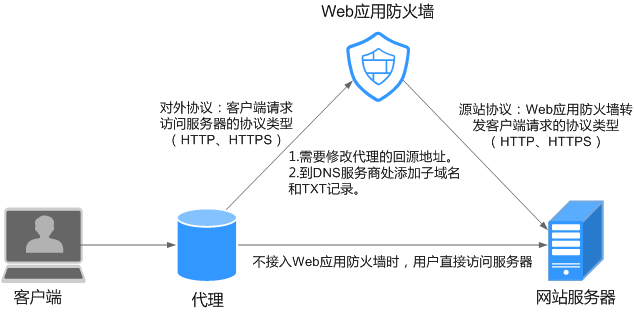 Web应用防火墙
对外协议：客户端请求
访问服务器的协议类型
（HTTP、HTTPS）
源站协议：Web应用防火墙转
发客户端请求的协议类型
（HTTP、HTTPS）
1.需要修改代理的回源地址。
2.到DNS服务商处添加子域名
和TXT记录。
不接入Web应用防火墙时，用户直接访问服务器
客户端
代理
网站服务器